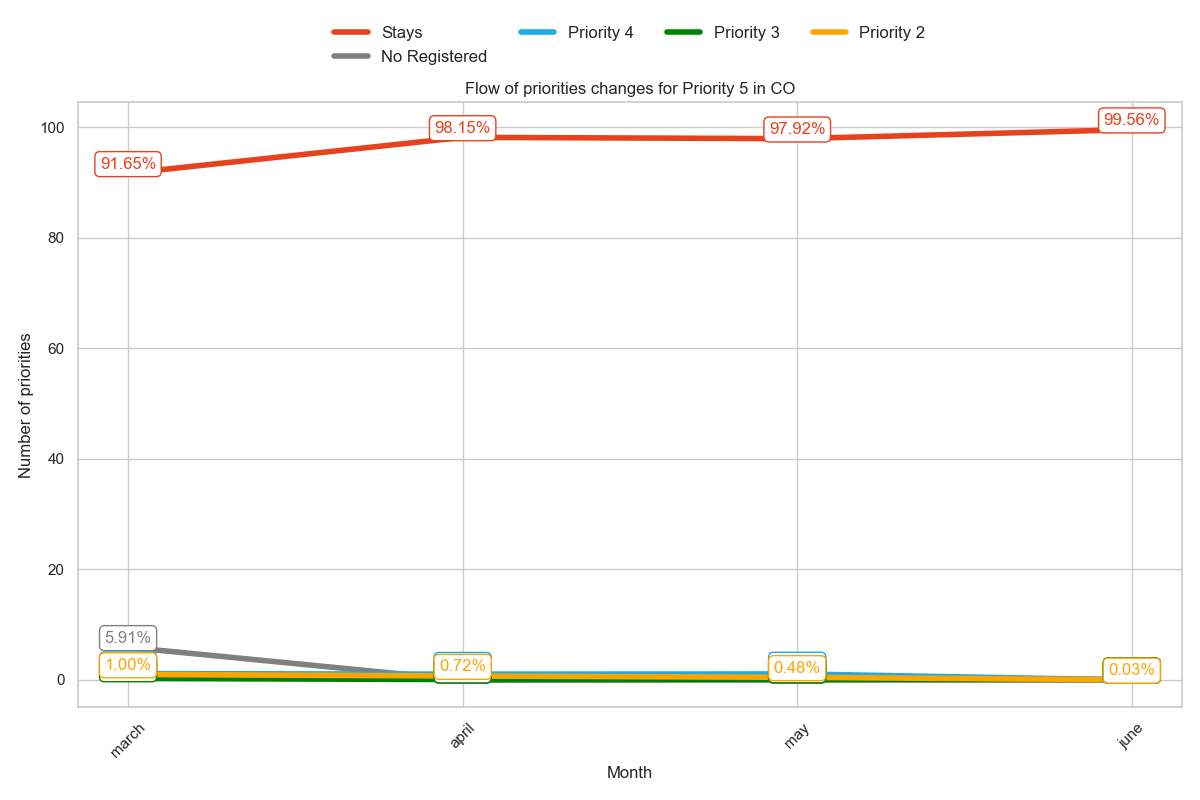 Stays
No Registered
Priority 4
Priority 3
Priority 2
Flow of priorities changes for Priority 5 in CO
Number of priorities
100
80
60
40
20
0
91.65%
98.15%
97.92%
99.56%
5.91%
1.00%
0.72%
0.48%
0.03%
march
april
may
june
Month